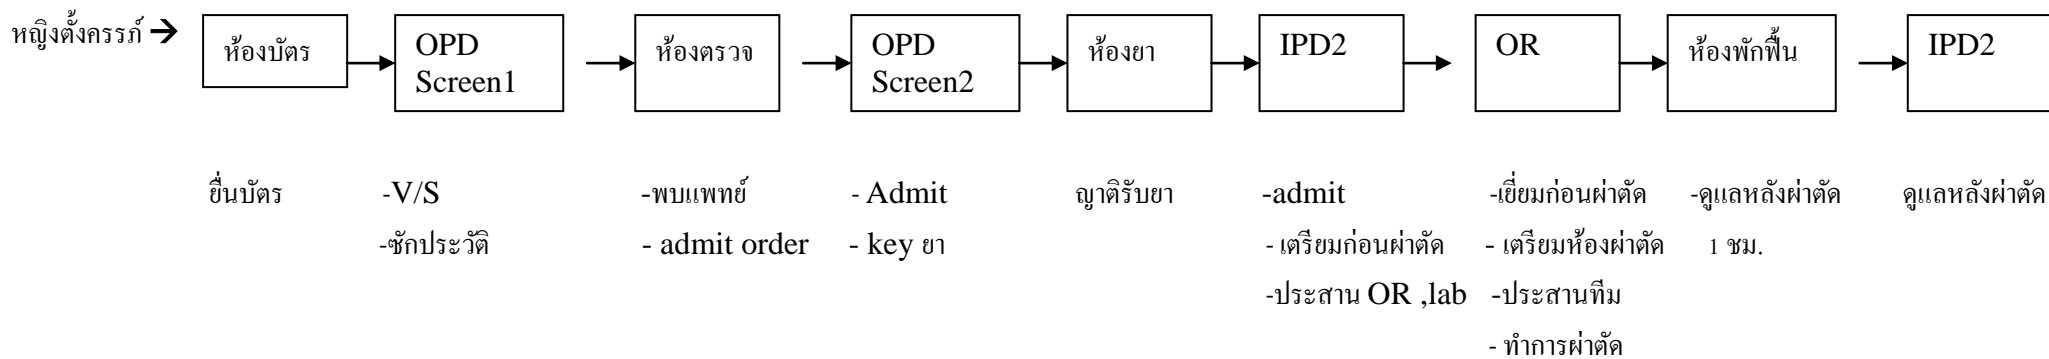 หญิงตั้งครรภ์ →
ห้องบัตร
OPD
Screen1
ห้องตรวจ
OPD
Screen2
ห้องยา
IPD2
OR
ห้องพักฟื้น
IPD2
ยื่นบัตร
-V/S
-ซักประวัติ
-พบแพทย์
- admit order
- Admit
- key ยา
ญาติรับยา
-admit
- เตรียมก่อนผ่าตัด
-ประสาน OR ,lab
-เยี่ยมก่อนผ่าตัด
- เตรียมห้องผ่าตัด
-ประสานทีม
- ทำการผ่าตัด
-ดูแลหลังผ่าตัด
1 ชม.
ดูแลหลังผ่าตัด